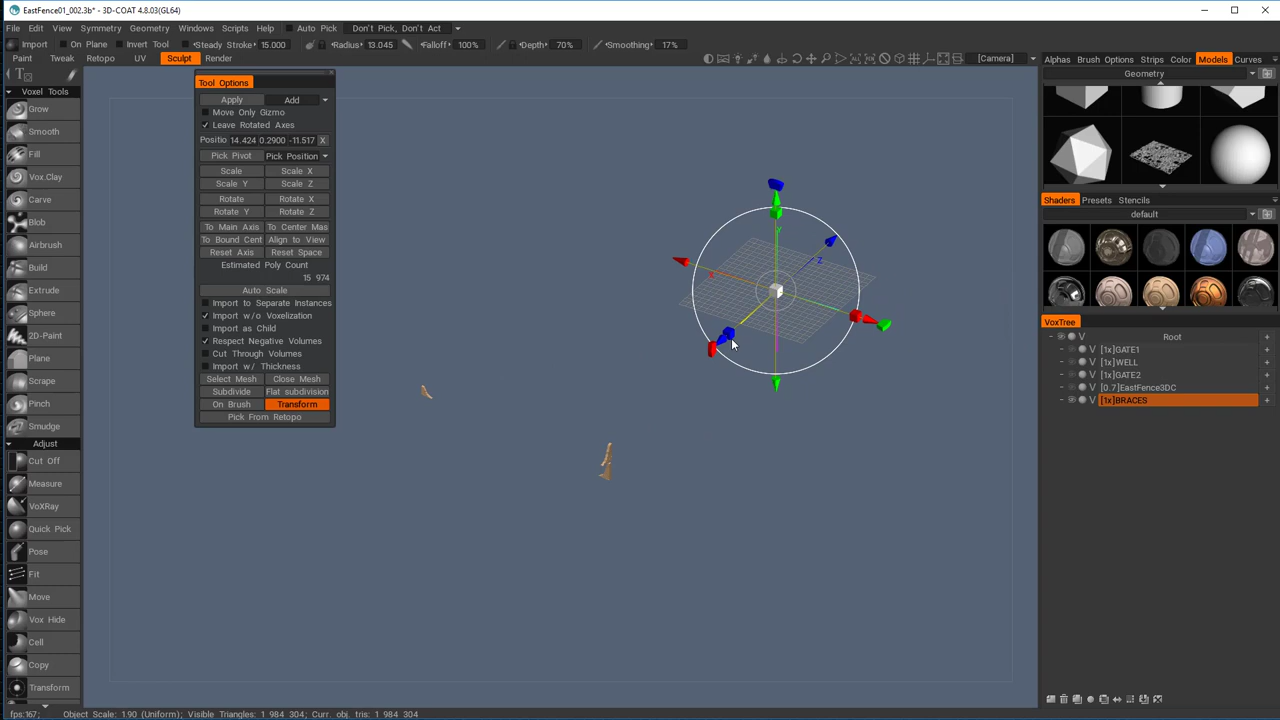 EastFence01_002.3b* - 3D-COAT 4.8.03(GL64)
File Edit View Symmetry Geometry Windows Scripts Help Auto Pick Don't Pick, Don't Act
Import On Plane Invert Tool Steady Stroke: 15.000 Radius: 13.045 Falloff: 100% Depth: 70% Smoothing: 17%
Paint Tweak Retopo UV Sculpt Render [Camera]
Alphas Brush Options Strips Color Models Curves
Geometry
Voxel Tools
Grow
Smooth
Fill
Vox.Clay
Carve
Blob
Airbrush
Build
Extrude
Sphere
2D-Paint
Plane
Scrape
Pinch
Smudge
Adjust
Cut Off
Measure
VoXRay
Quick Pick
Pose
Fit
Move
Vox Hide
Cell
Copy
Transform
Tool Options
Apply Add
Move Only Gizmo
Leave Rotated Axes
Positio 14.424 0.2900 -11.517 X
Pick Pivot Pick Position
Scale Scale X
Scale Y Scale Z
Rotate Rotate X
Rotate Y Rotate Z
To Main Axis To Center Mas
To Bound Cent Align to View
Reset Axis Reset Space
Estimated Poly Count
15 974
Auto Scale
Import to Separate Instances
Import w/o Voxelization
Import as Child
Respect Negative Volumes
Cut Through Volumes
Import w/ Thickness
Select Mesh Close Mesh
Subdivide Flat subdivision
On Brush Transform
Pick From Retopo
y
x
z
Shaders Presets Stencils
default
VoxTree
Root +
V [1x]GATE1 +
V [1x]WELL +
V [1x]GATE2 +
V [0.7]EastFence3DC +
V [1x]BRACES +
fps:167; Object Scale: 1.90 (Uniform); Visible Triangles: 1 984 304; Curr. obj. tris: 1 984 304;